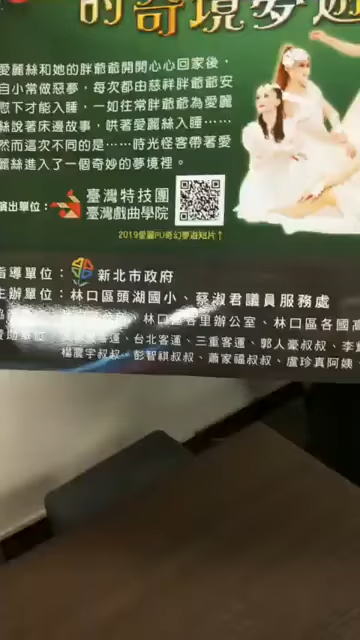 的奇境夢遊
愛麗絲和她的胖爺爺開開心心回家後，
自小常做惡夢，每次都由慈祥胖爺爺安
慰下才能入睡，一如往常胖爺爺為愛麗
絲說著床邊故事，哄著愛麗絲入睡……
然而這次不同的是……時光怪客帶著愛
麗絲進入了一個奇妙的夢境裡。
演出單位：
臺灣特技團
臺灣戲曲學院
2019愛麗PU奇幻夢遊短片↑
指導單位：新北市政府
主辦單位：林口區頭湖國小、蔡淑君議員服務處
林口區各里辦公室、林口區各國高
客運、台北客運、三重客運、郭人豪叔叔、李
楊騰宇叔叔、彭智祺叔叔、蕭家福叔叔、盧珍真阿姨、